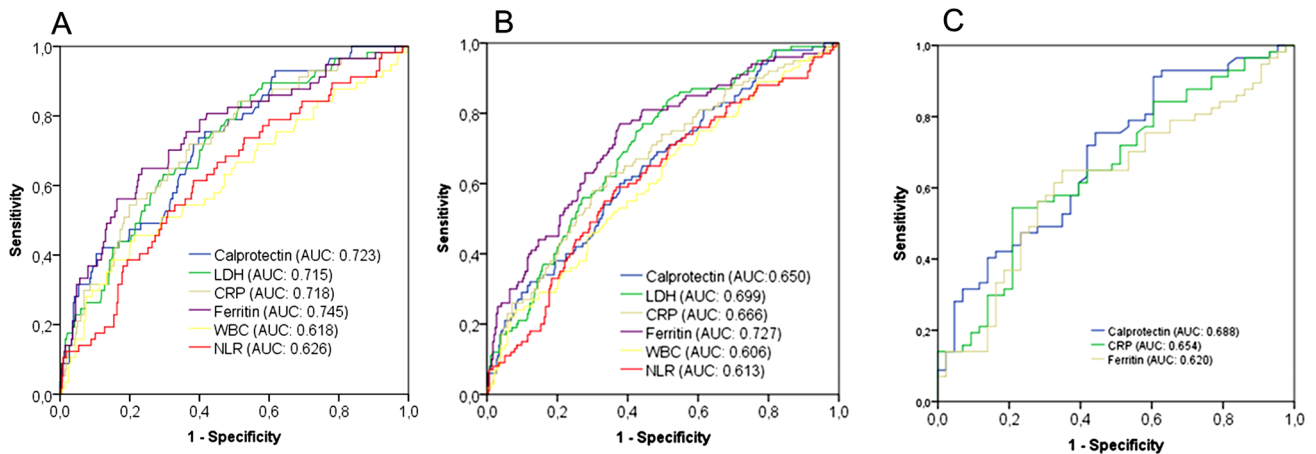 A
1,0
0,8
0,6
0,4
0,2
0,0
Sensitivity
Calprotectin (AUC: 0.723)
LDH (AUC: 0.715)
CRP (AUC: 0.718)
Ferritin (AUC: 0.745)
WBC (AUC: 0.618)
NLR (AUC: 0.626)
0,0 0,2 0,4 0,6 0,8 1,0
1 - Specificity
B
1,0
0,8
0,6
0,4
0,2
0,0
Sensitivity
Calprotectin (AUC:0.650)
LDH (AUC: 0.699)
CRP (AUC: 0.666)
Ferritin (AUC: 0.727)
WBC (AUC: 0.606)
NLR (AUC: 0.613)
0,0 0,2 0,4 0,6 0,8 1,0
1 - Specificity
C
1,0
0,8
0,6
0,4
0,2
0,0
Sensitivity
Calprotectin (AUC: 0.688)
CRP (AUC: 0.654)
Ferritin (AUC: 0.620)
0,0 0,2 0,4 0,6 0,8 1,0
1 - Specificity